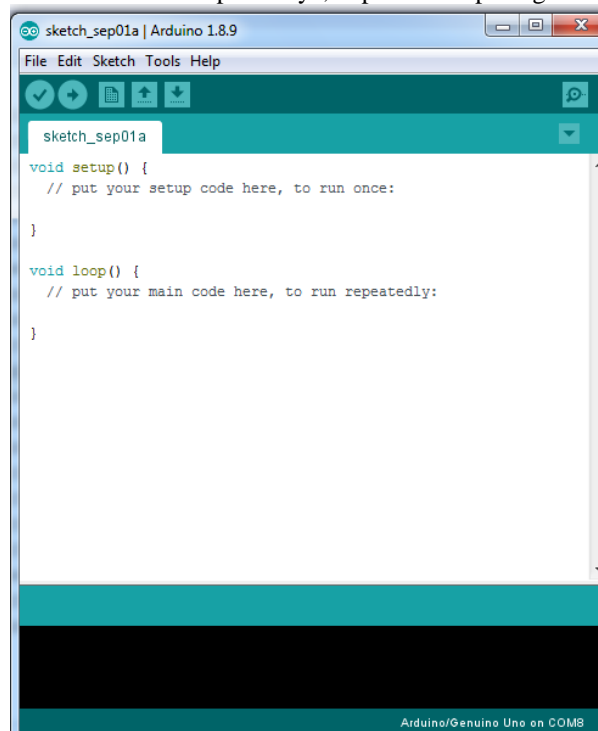 sketch_sep01a | Arduino 1.8.9
File Edit Sketch Tools Help
sketch_sep01a
void setup() {
  // put your setup code here, to run once:
}
void loop() {
  // put your main code here, to run repeatedly:
}
Arduino/Genuino Uno on COM8